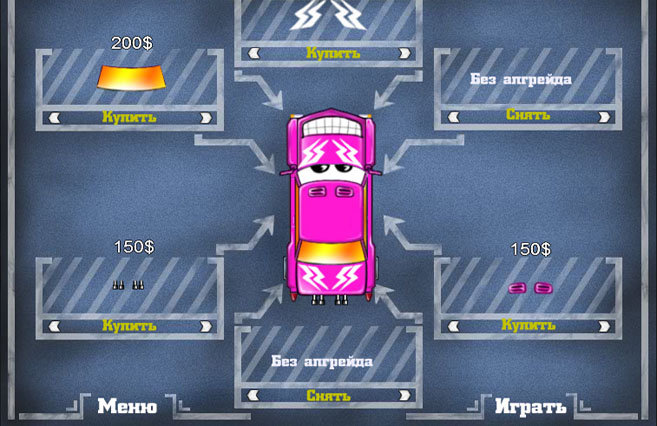 200$
Купить
Купить
Без апгрейда
Снять
150$
Купить
150$
Купить
Без апгрейда
Снять
Меню
Играть